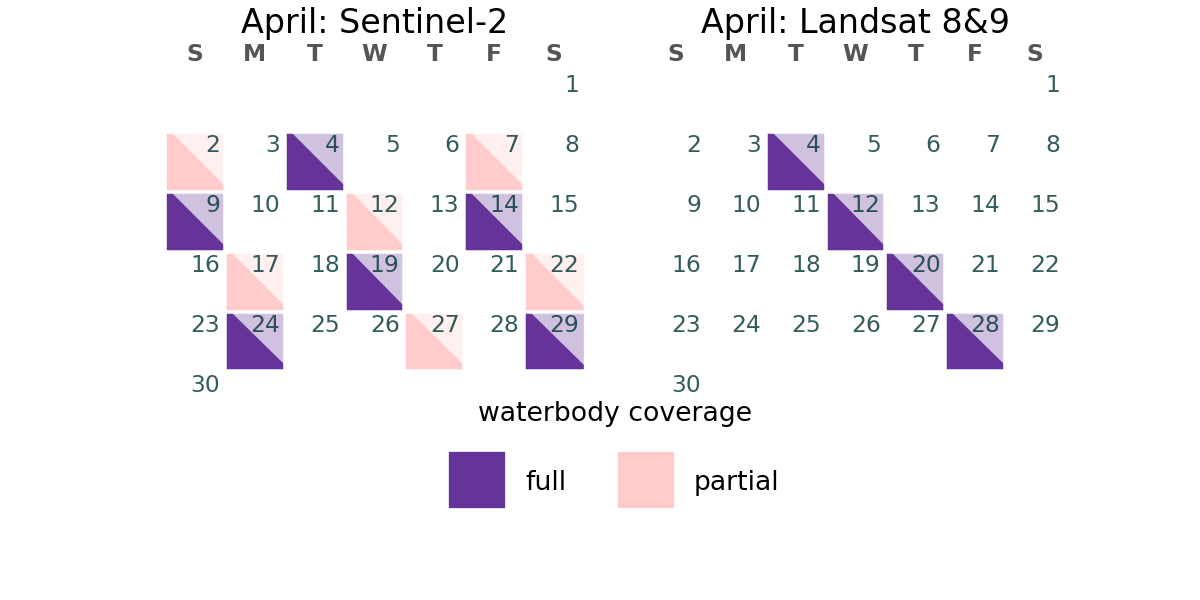 April: Sentinel-2
S M T W T F S
1
2 3 4 5 6 7 8
9 10 11 12 13 14 15
16 17 18 19 20 21 22
23 24 25 26 27 28 29
30
April: Landsat 8&9
S M T W T F S
1
2 3 4 5 6 7 8
9 10 11 12 13 14 15
16 17 18 19 20 21 22
23 24 25 26 27 28 29
30
waterbody coverage
full partial